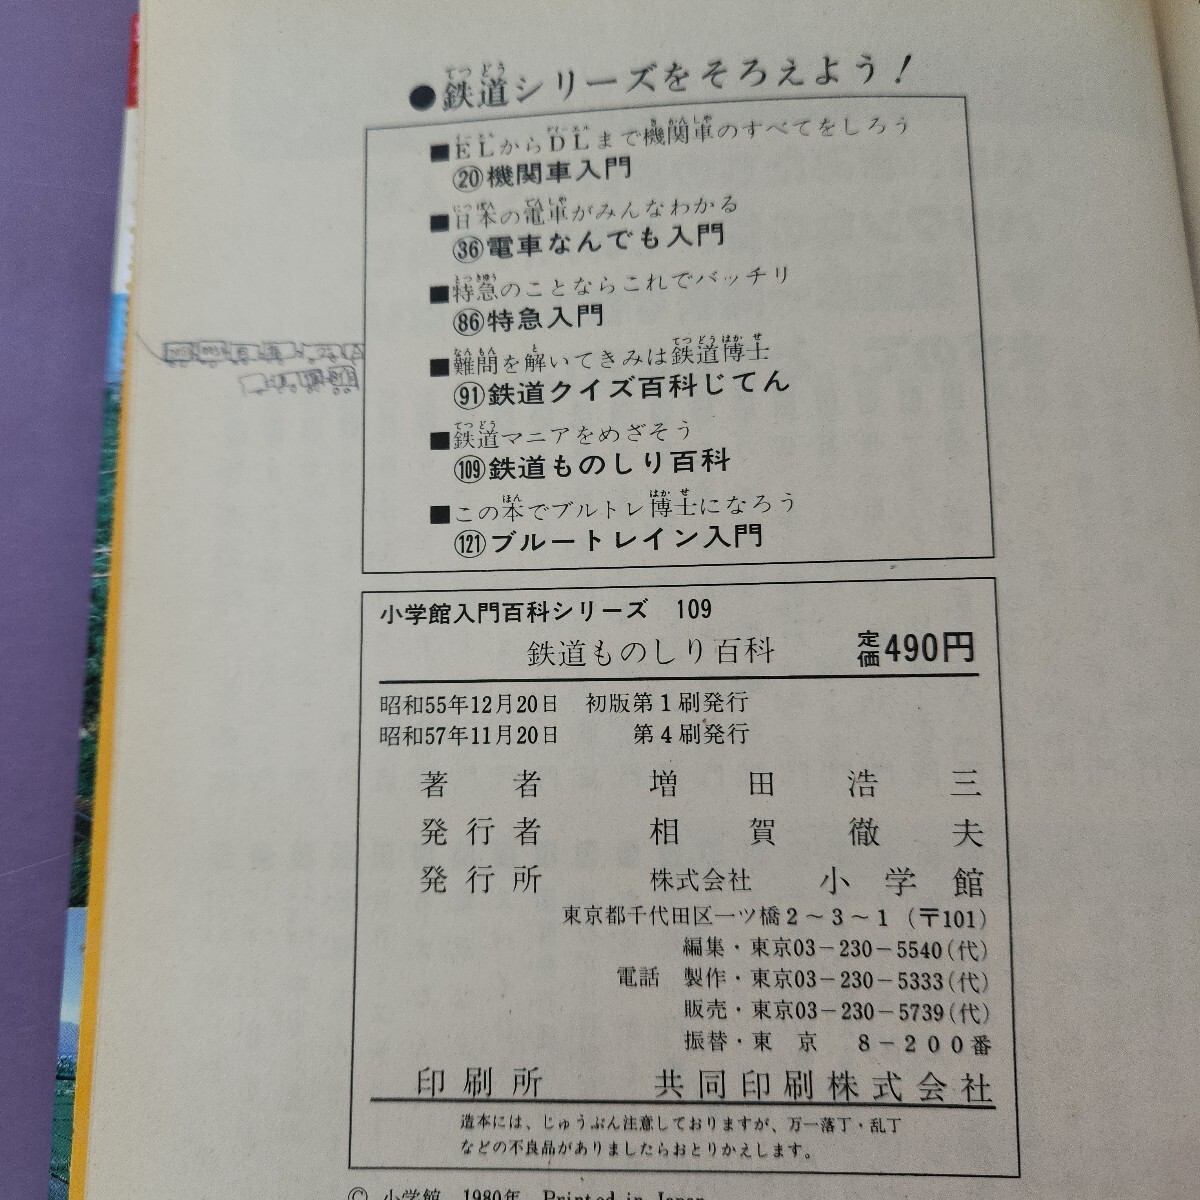 ●鉄道シリーズをそろえよう！
■ELからDLまで機関車のすべてをしろう
⑳機関車入門
■日本の電車がみんなわかる
㊱電車なんでも入門
■特急のことならこれでバッチリ
(86)特急入門
■難問を解いてきみは鉄道博士
(91)鉄道クイズ百科じてん
■鉄道マニアをめざそう
(109)鉄道ものしり百科
■この本でブルトレ博士になろう
(121)ブルートレイン入門
小学館入門百科シリーズ 109
鉄道ものしり百科 定価490円
昭和55年12月20日 初版第1刷発行
昭和57年11月20日 第4刷発行
著者 増田浩三
発行者 相賀徹夫
発行所 株式会社 小学館
東京都千代田区一ツ橋2～3～1（〒101）
編集・東京03-230-5540(代)
電話 製作・東京03-230-5333(代)
販売・東京03-230-5739(代)
振替・東京 8-200番
印刷所 共同印刷株式会社
造本には、じゅうぶん注意しておりますが、万一落丁・乱丁
などの不良品がありましたらおとりかえします。
© 小学館 1980年 Printed in Japan